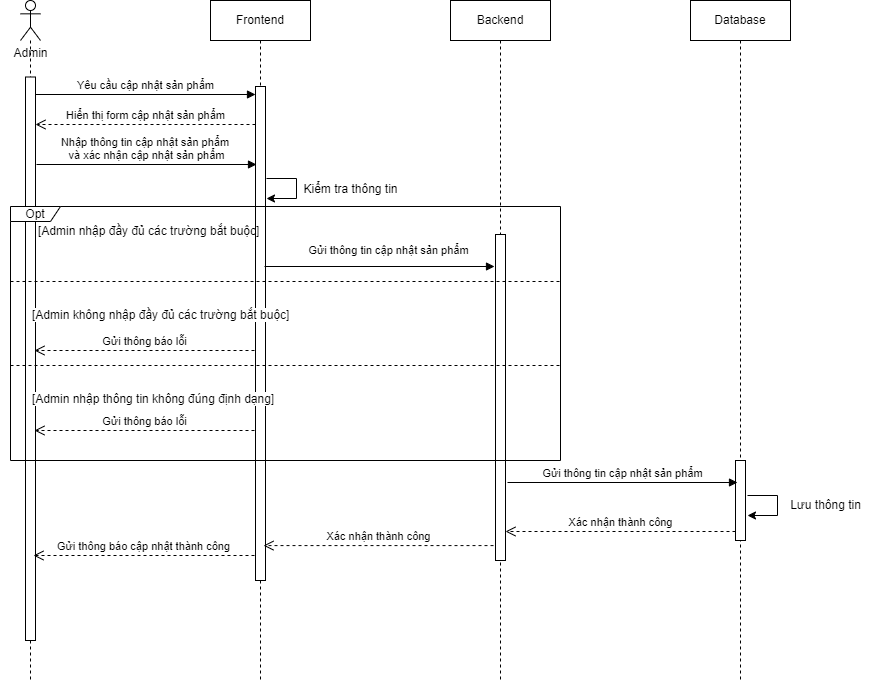 Admin
Frontend
Backend
Database
Yêu cầu cập nhật sản phẩm
Hiển thị form cập nhật sản phẩm
Nhập thông tin cập nhật sản phẩm
và xác nhận cập nhật sản phẩm
Kiểm tra thông tin
Opt
[Admin nhập đầy đủ các trường bắt buộc]
Gửi thông tin cập nhật sản phẩm
[Admin không nhập đầy đủ các trường bắt buộc]
Gửi thông báo lỗi
[Admin nhập thông tin không đúng định dạng]
Gửi thông báo lỗi
Gửi thông tin cập nhật sản phẩm
Lưu thông tin
Xác nhận thành công
Xác nhận thành công
Gửi thông báo cập nhật thành công